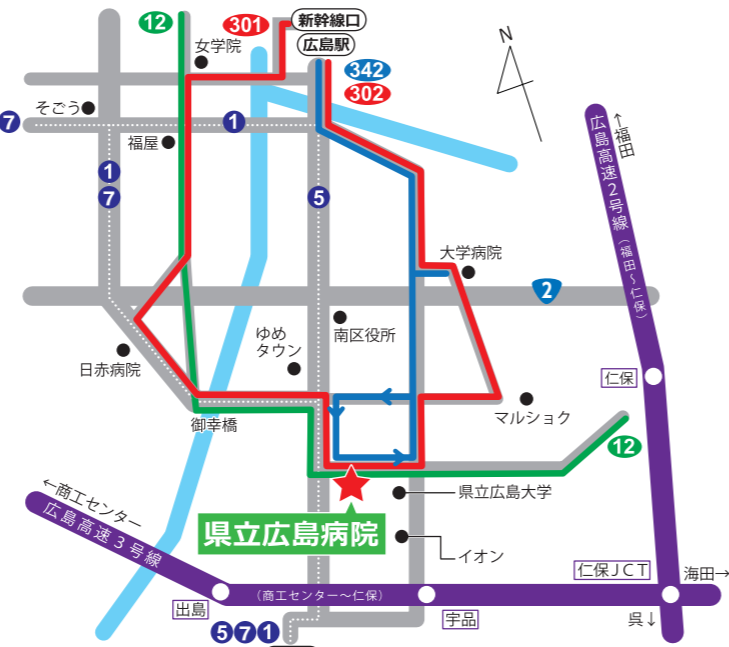 新幹線口
301
12
広島駅
女学院
342
302
N
そごう
7
1
福屋
↑福田
広島高速2号線
(福田~仁保)
1
7
5
大学病院
2
ゆめ
タウン
南区役所
日赤病院
仁保
マルショク
御幸橋
12
←商工センター
広島高速3号線
県立広島大学
県立広島病院
イオン
仁保JCT
海田→
(商工センター~仁保)
出島
宇品
呉↓
5 7 1